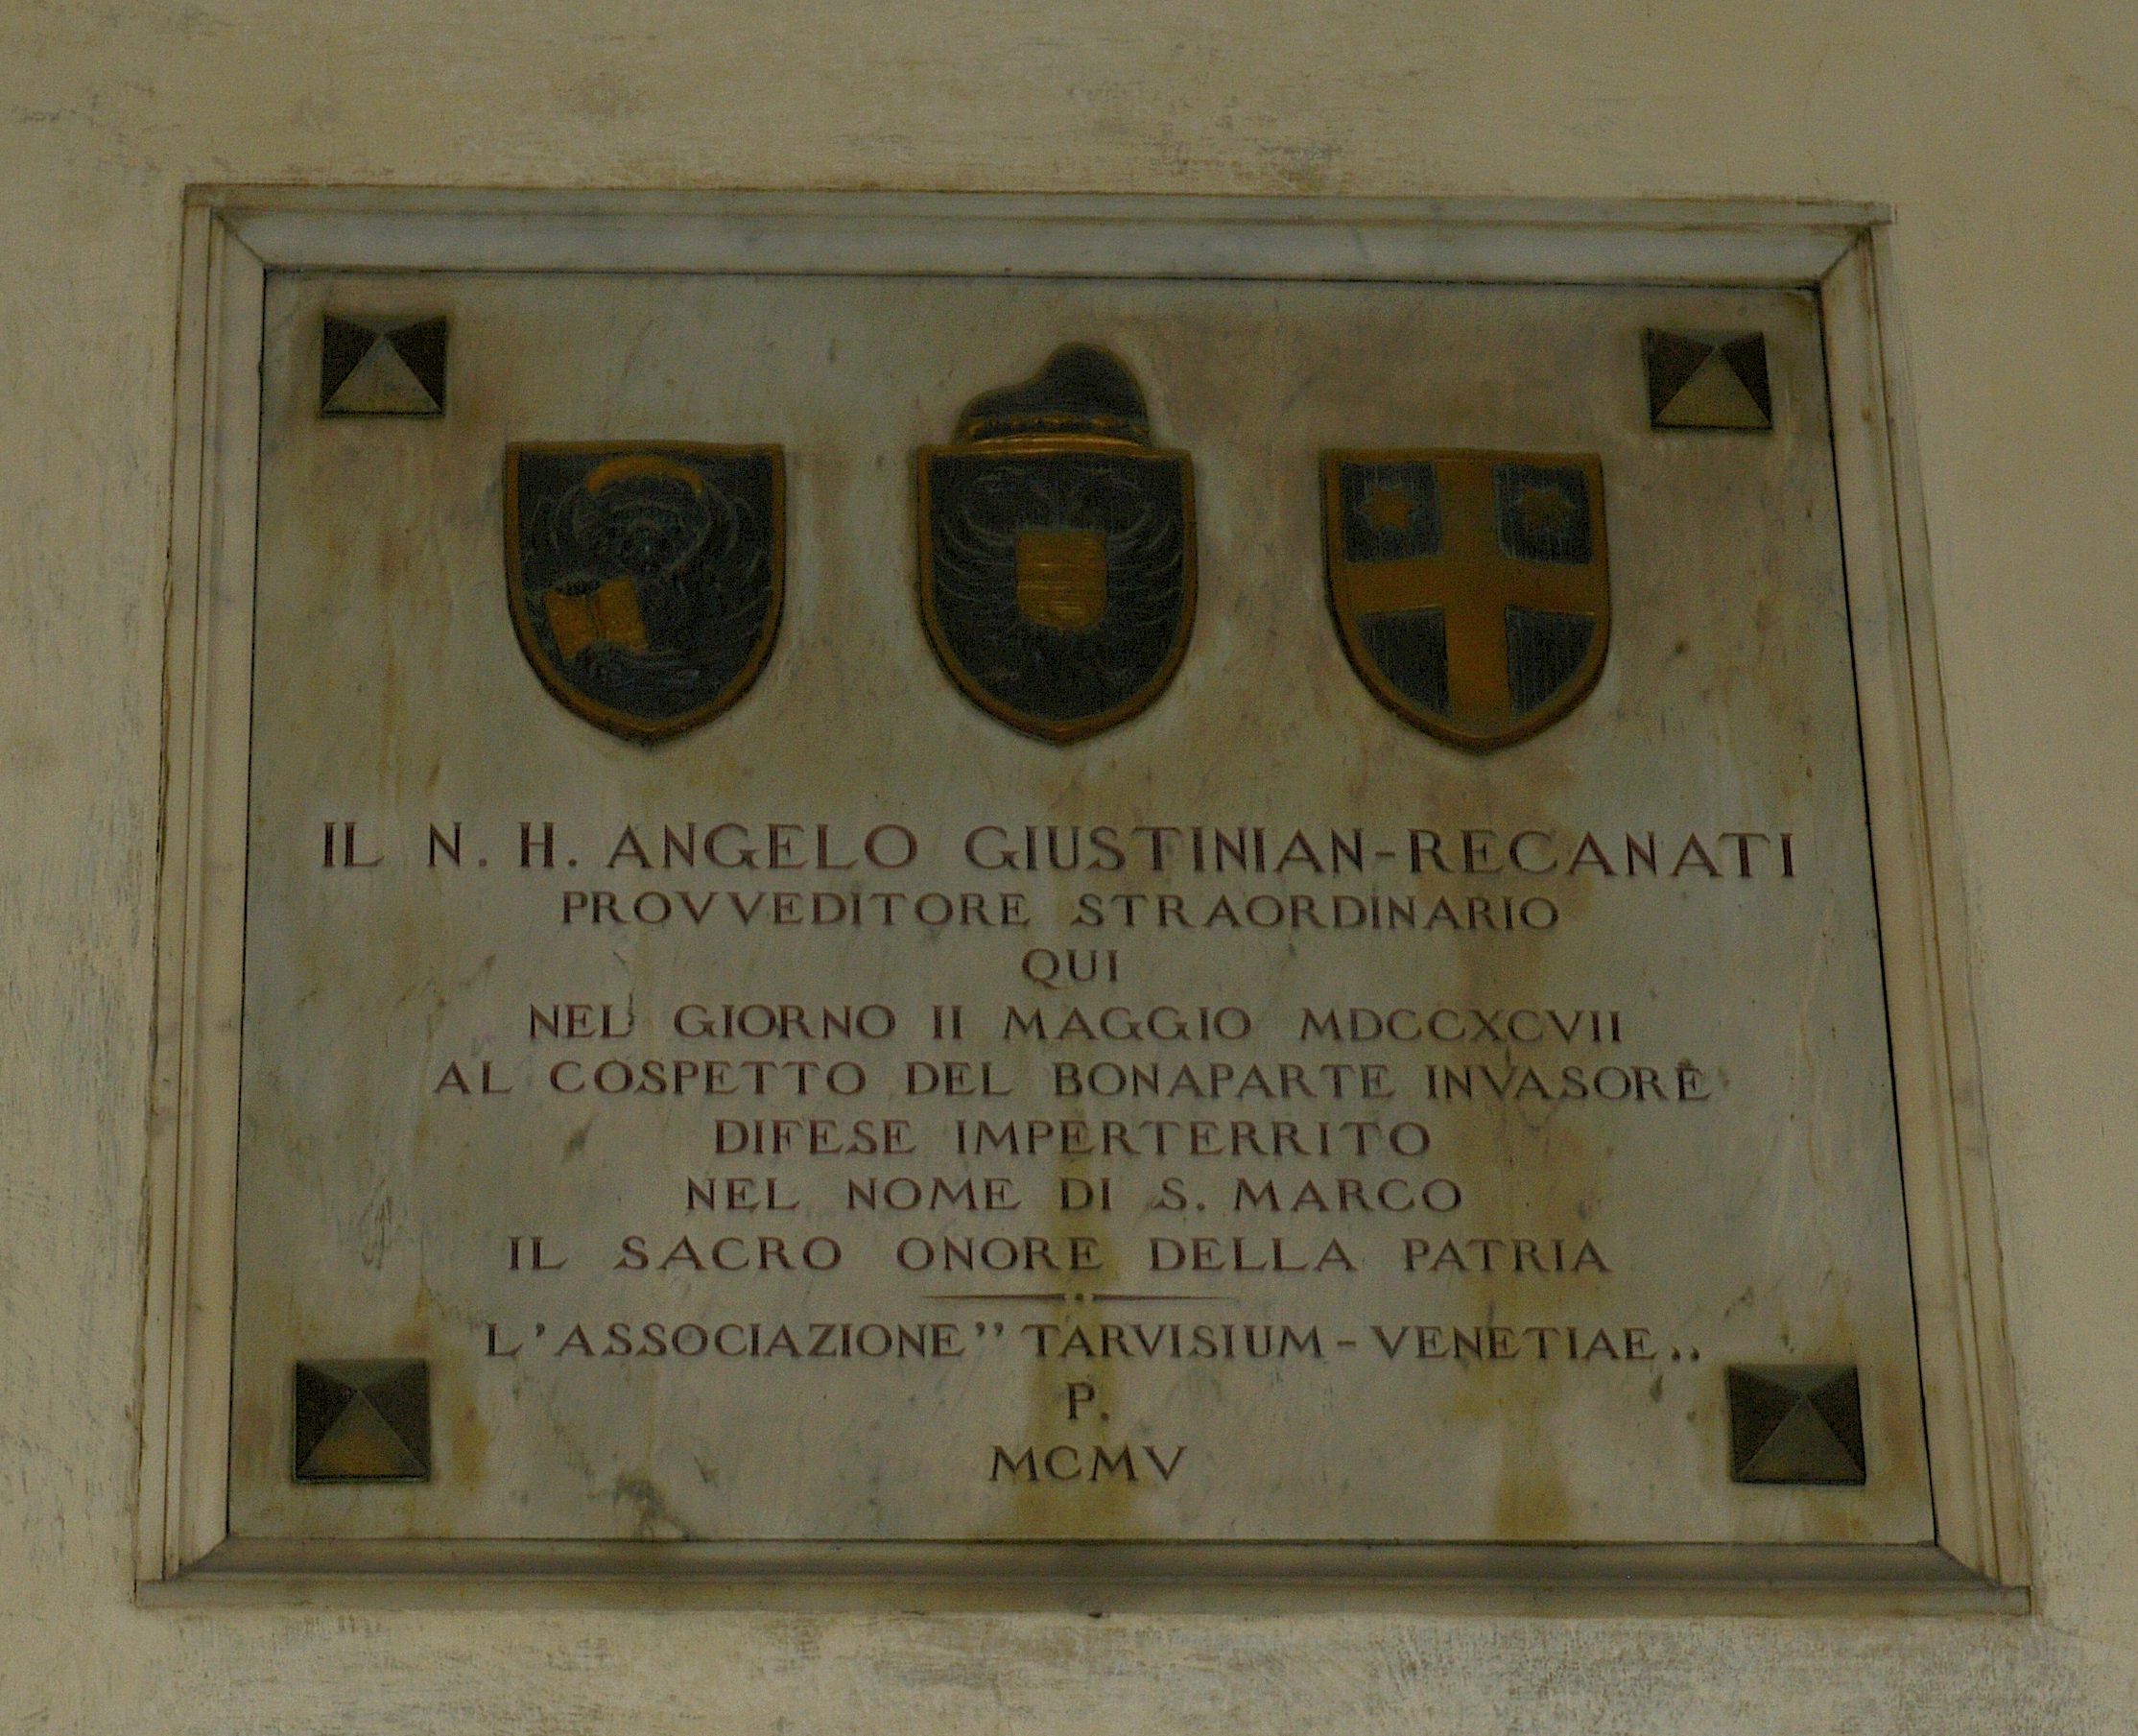 IL N. H. ANGELO GIUSTINIAN-RECANATI
PROVVEDITORE STRAORDINARIO
QUI
NEL GIORNO II MAGGIO MDCCXCVII
AL COSPETTO DEL BONAPARTE INVASORE
DIFESE IMPERTERRITO
NEL NOME DI S. MARCO
IL SACRO ONORE DELLA PATRIA
L'ASSOCIAZIONE " TARVISIUM-VENETIAE „
P.
MCMV